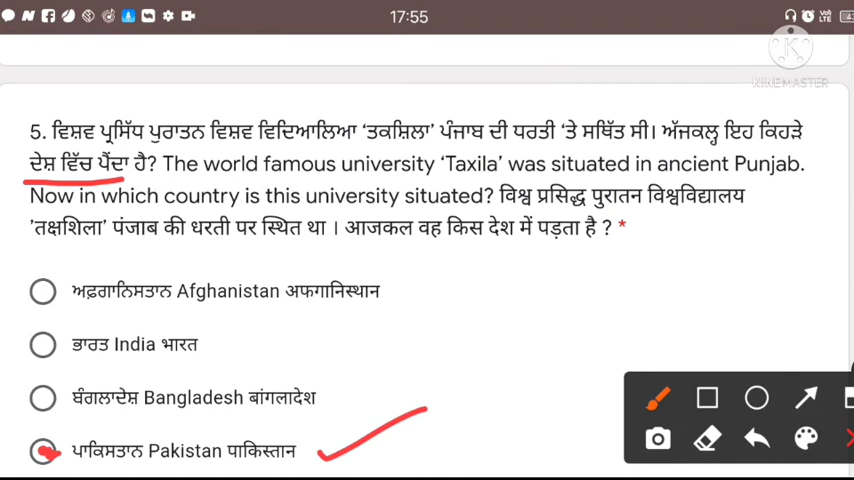 17:55
VoI LTE
KINEMASTER
5. ਵਿਸ਼ਵ ਪ੍ਰਸਿੱਧ ਪੁਰਾਤਨ ਵਿਸ਼ਵ ਵਿਦਿਆਲਿਆ ‘ਤਕਸ਼ਿਲਾ’ ਪੰਜਾਬ ਦੀ ਧਰਤੀ ‘ਤੇ ਸਥਿੱਤ ਸੀ। ਅੱਜਕਲ੍ਹ ਇਹ ਕਿਹੜੇ
ਦੇਸ਼ ਵਿੱਚ ਪੈਂਦਾ ਹੈ? The world famous university ‘Taxila’ was situated in ancient Punjab.
Now in which country is this university situated? विश्व प्रसिद्ध पुरातन विश्वविद्यालय
’तक्षशिला’ पंजाब की धरती पर स्थित था । आजकल वह किस देश में पड़ता है ? *
ਅਫ਼ਗਾਨਿਸਤਾਨ Afghanistan अफगानिस्थान
ਭਾਰਤ India भारत
ਬੰਗਲਾਦੇਸ਼ Bangladesh बांगलादेश
ਪਾਕਿਸਤਾਨ Pakistan पाकिस्तान